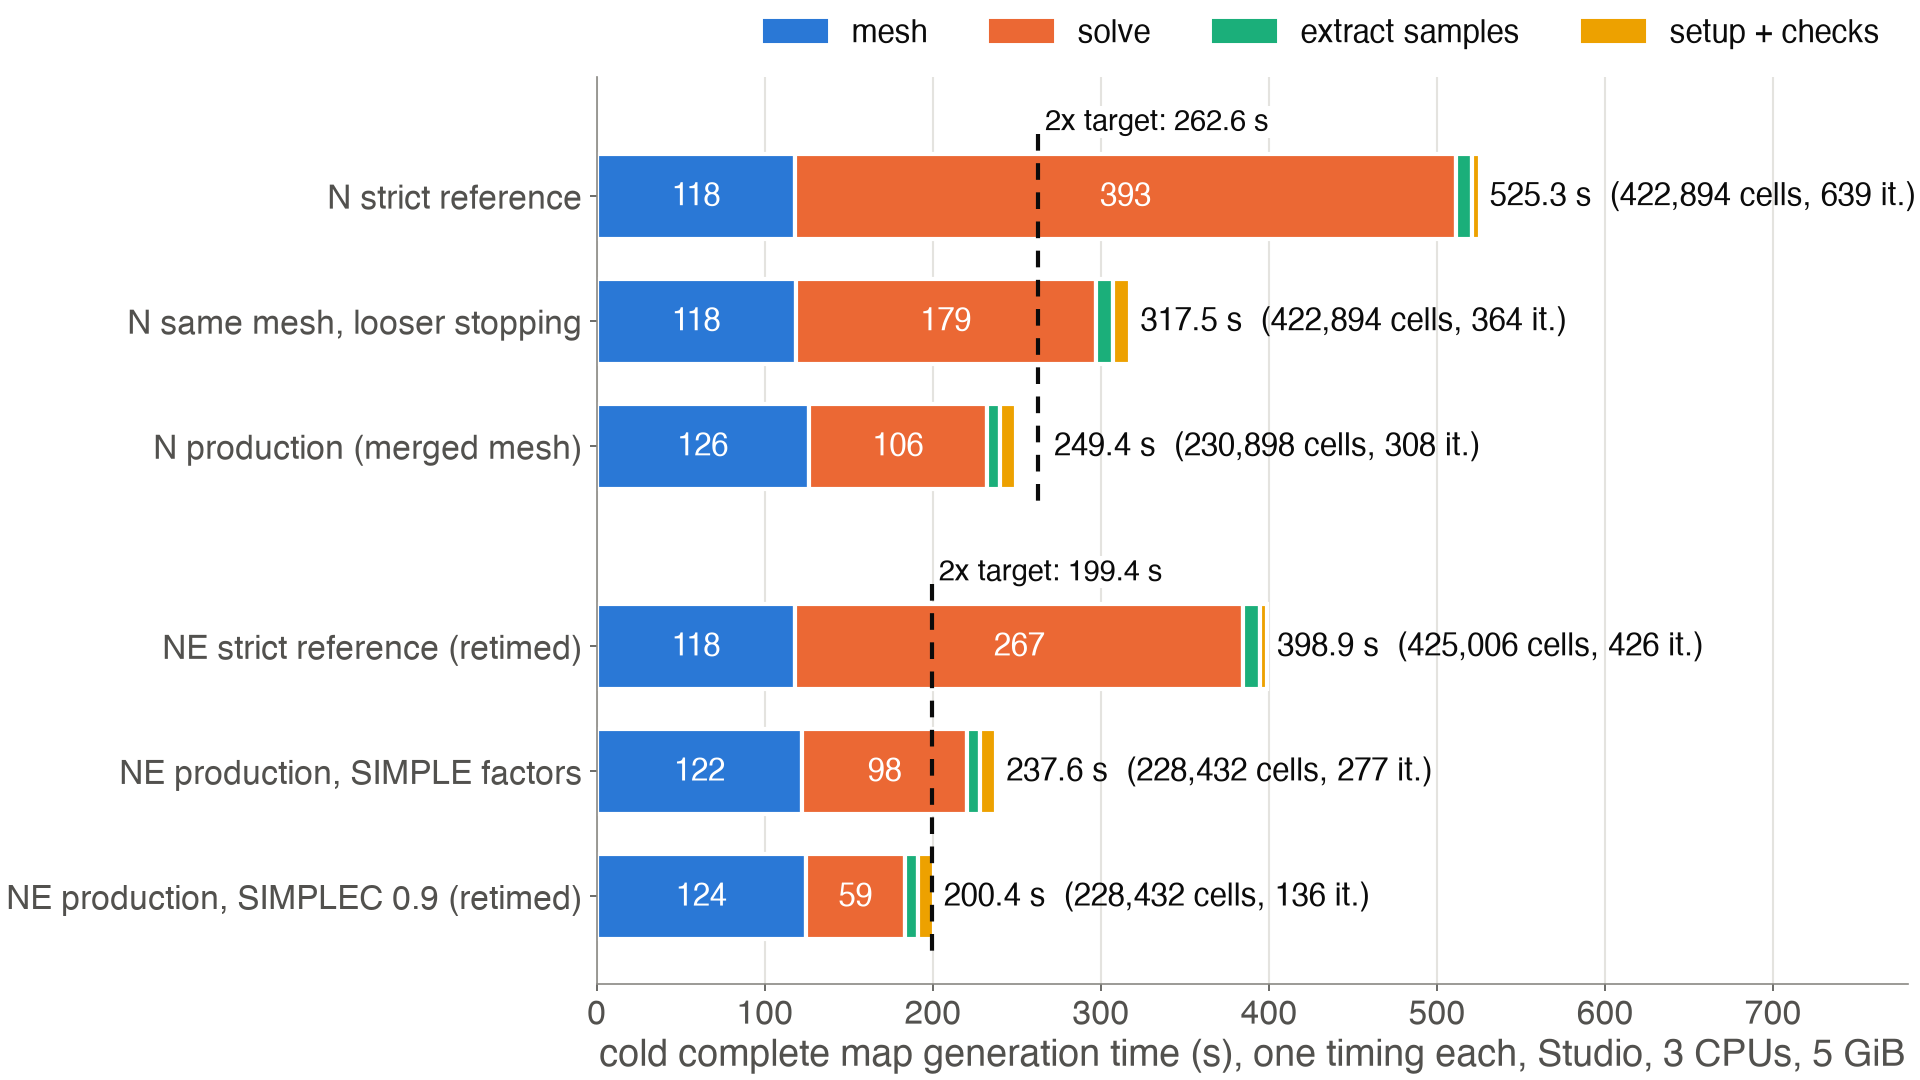 mesh solve extract samples setup + checks
2x target: 262.6 s
N strict reference 118 393 525.3 s (422,894 cells, 639 it.)
N same mesh, looser stopping 118 179 317.5 s (422,894 cells, 364 it.)
N production (merged mesh) 126 106 249.4 s (230,898 cells, 308 it.)
2x target: 199.4 s
NE strict reference (retimed) 118 267 398.9 s (425,006 cells, 426 it.)
NE production, SIMPLE factors 122 98 237.6 s (228,432 cells, 277 it.)
NE production, SIMPLEC 0.9 (retimed) 124 59 200.4 s (228,432 cells, 136 it.)
0 100 200 300 400 500 600 700
cold complete map generation time (s), one timing each, Studio, 3 CPUs, 5 GiB